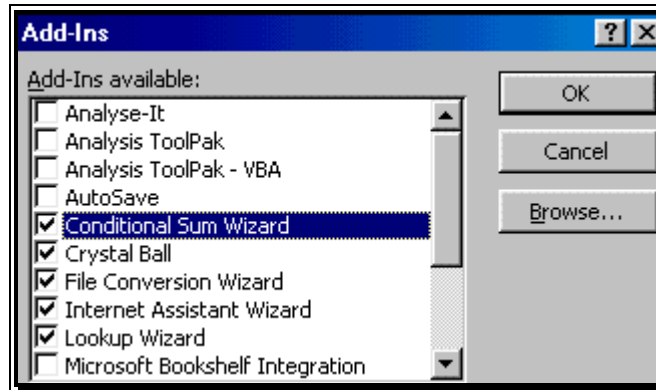 Add-Ins
Add-Ins available:
Analyse-It
Analysis ToolPak
Analysis ToolPak - VBA
AutoSave
Conditional Sum Wizard
Crystal Ball
File Conversion Wizard
Internet Assistant Wizard
Lookup Wizard
Microsoft Bookshelf Integration
OK
Cancel
Browse...